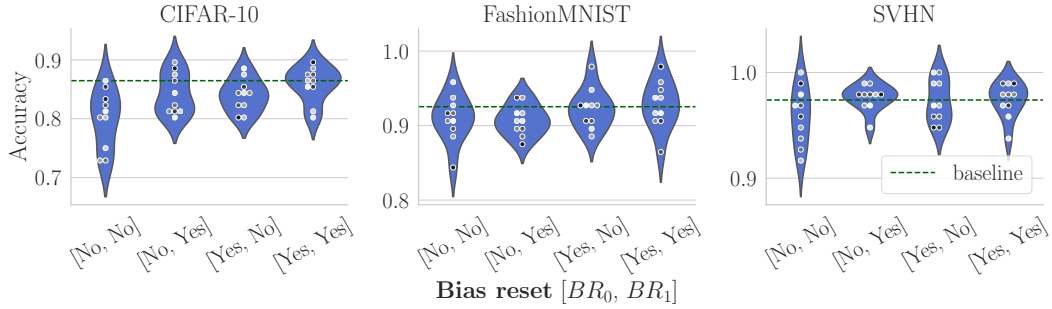 CIFAR-10
FashionMNIST
SVHN
Accuracy
0.9
0.8
0.7
1.0
0.9
0.8
1.0
0.9
baseline
[No, No]
[No, Yes]
[Yes, No]
[Yes, Yes]
[No, No]
[No, Yes]
[Yes, No]
[Yes, Yes]
[No, No]
[No, Yes]
[Yes, No]
[Yes, Yes]
Bias reset [BR₀, BR₁]